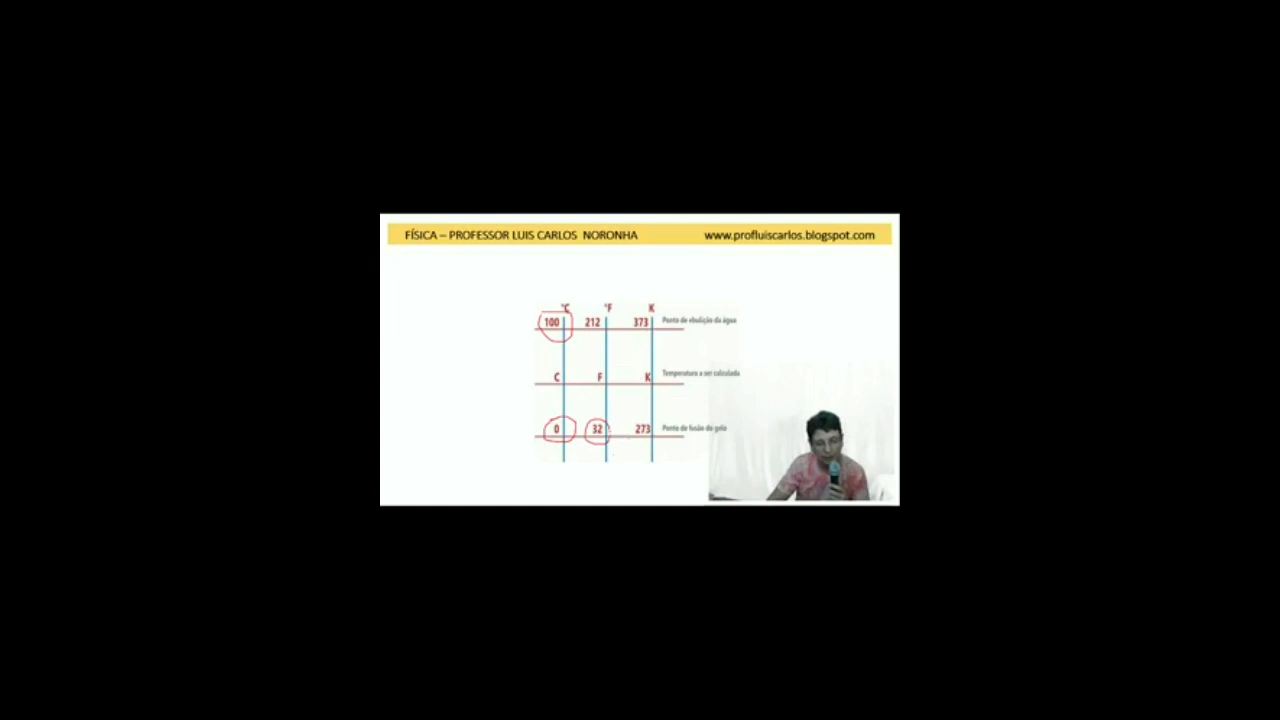 FÍSICA – PROFESSOR LUIS CARLOS NORONHA www.profluiscarlos.blogspot.com
°C °F K
100 212 373 Ponto de ebulição da água
C F K Temperatura a ser calculada
0 32 273 Ponto de fusão do gelo